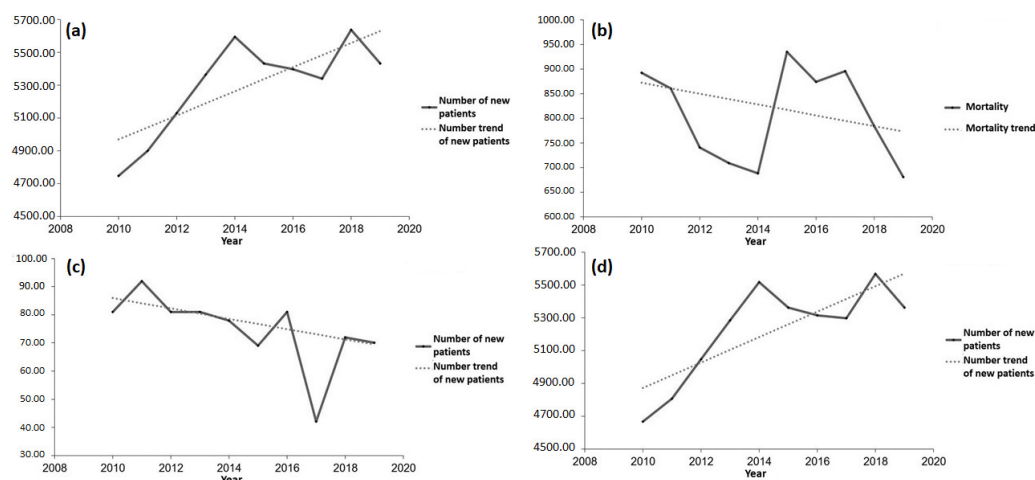 (a)
5700.00
5500.00
5300.00
5100.00
4900.00
4700.00
4500.00
2008 2010 2012 2014 2016 2018 2020
Year
Number of new
patients
Number trend
of new patients
(b)
1000.00
950.00
900.00
850.00
800.00
750.00
700.00
650.00
600.00
2008 2010 2012 2014 2016 2018 2020
Year
Mortality
Mortality trend
(c)
100.00
90.00
80.00
70.00
60.00
50.00
40.00
30.00
2008 2010 2012 2014 2016 2018 2020
Year
Number of new
patients
Number trend
of new patients
(d)
5700.00
5500.00
5300.00
5100.00
4900.00
4700.00
4500.00
2008 2010 2012 2014 2016 2018 2020
Year
Number of new
patients
Number trend
of new patients